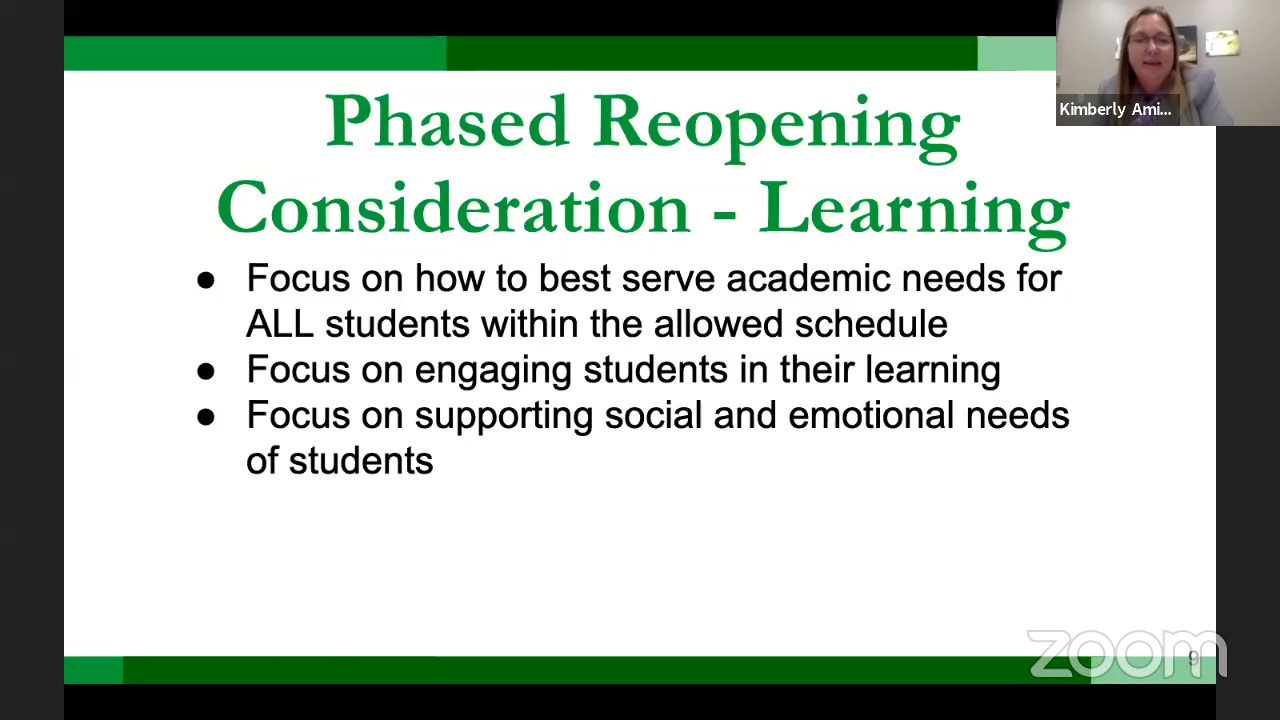 Kimberly Ami...
Phased Reopening
Consideration - Learning
● Focus on how to best serve academic needs for
ALL students within the allowed schedule
● Focus on engaging students in their learning
● Focus on supporting social and emotional needs
of students
zoom
9